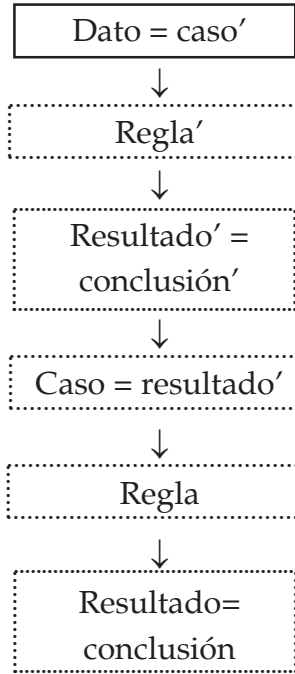 Dato = caso’
↓
Regla’
↓
Resultado’ =
conclusión’
↓
Caso = resultado’
↓
Regla
↓
Resultado=
conclusión